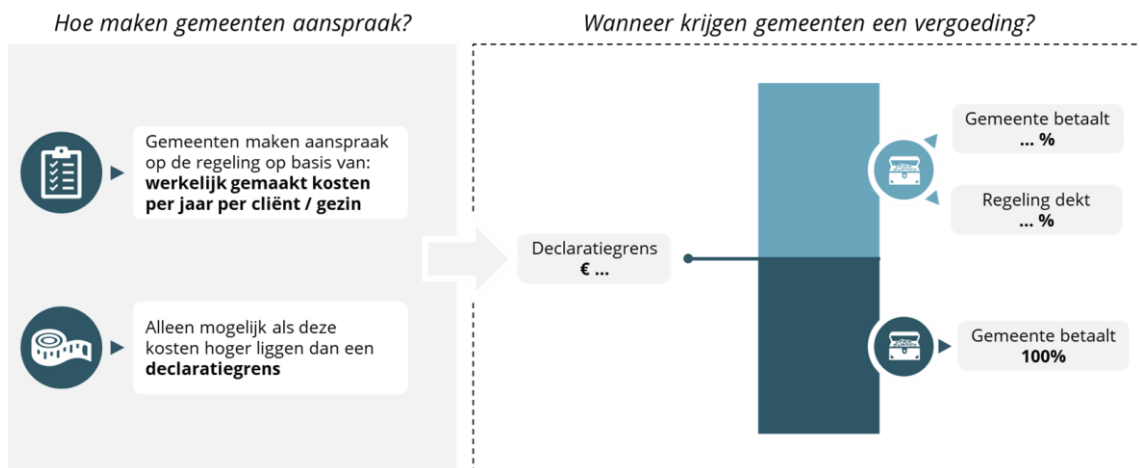 Hoe maken gemeenten aanspraak?
Gemeenten maken aanspraak
op de regeling op basis van:
werkelijk gemaakt kosten
per jaar per cliënt / gezin
Alleen mogelijk als deze
kosten hoger liggen dan een
declaratiegrens
Wanneer krijgen gemeenten een vergoeding?
Declaratiegrens
€ ...
Gemeente betaalt
... %
Regeling dekt
... %
Gemeente betaalt
100%